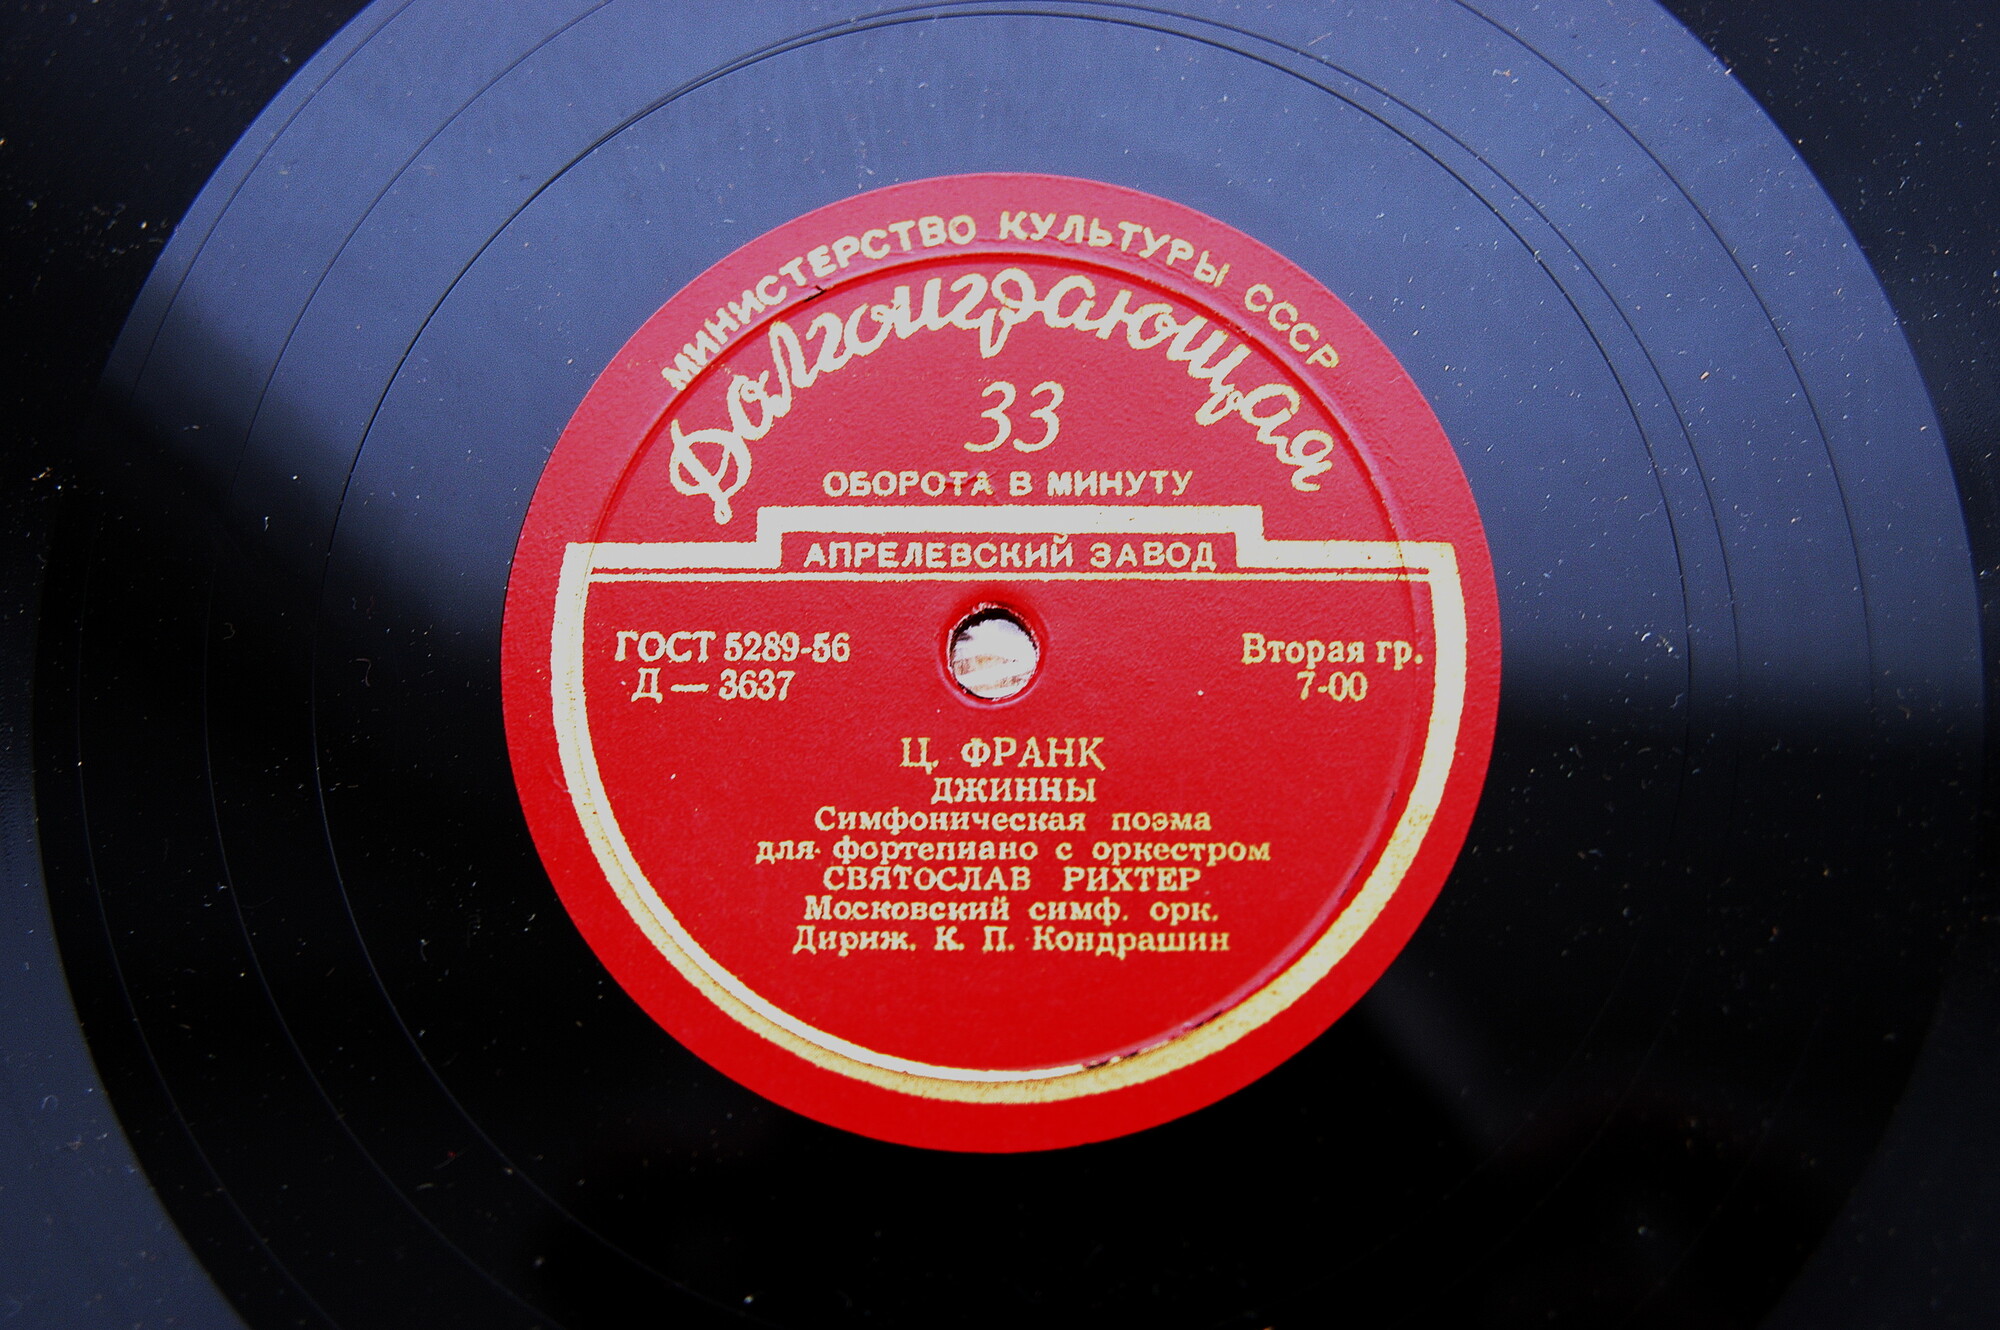 МИНИСТЕРСТВО КУЛЬТУРЫ СССР
Долгоиграющая
33
ОБОРОТА В МИНУТУ
АПРЕЛЕВСКИЙ ЗАВОД
ГОСТ 5289-56
Д — 3637
Вторая гр.
7-00
Ц. ФРАНК
ДЖИННЫ
Симфоническая поэма
для фортепиано с оркестром
СВЯТОСЛАВ РИХТЕР
Московский симф. орк.
Дириж. К. П. Кондрашин